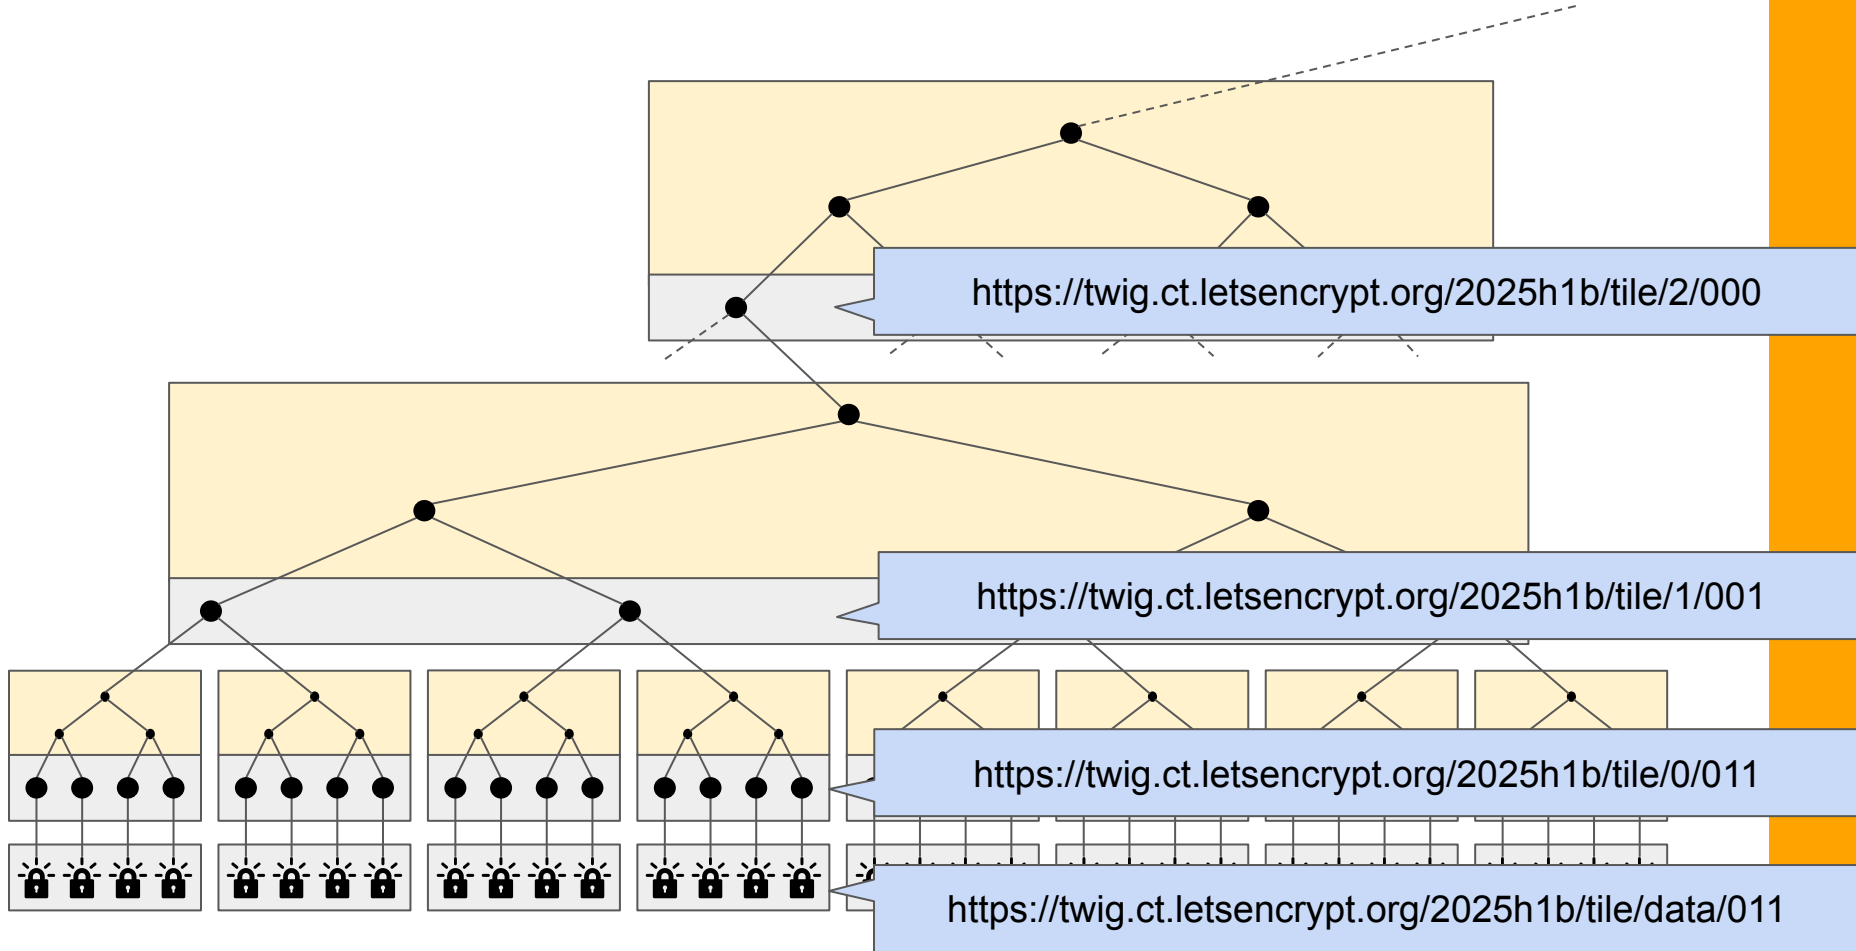 https://twig.ct.letsencrypt.org/2025h1b/tile/2/000
https://twig.ct.letsencrypt.org/2025h1b/tile/1/001
https://twig.ct.letsencrypt.org/2025h1b/tile/0/011
https://twig.ct.letsencrypt.org/2025h1b/tile/data/011